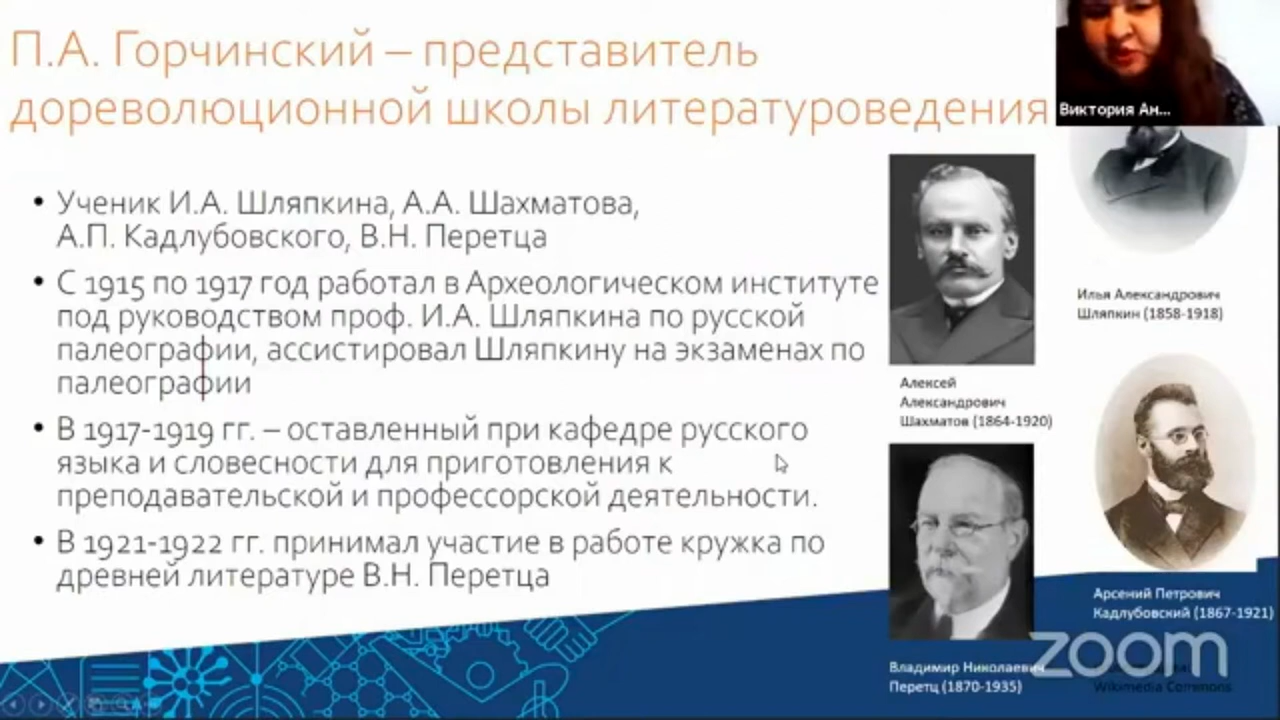 П.А. Горчинский – представитель
дореволюционной школы литературоведения
Виктория Ан...
• Ученик И.А. Шляпкина, А.А. Шахматова,
А.П. Кадлубовского, В.Н. Перетца
• С 1915 по 1917 год работал в Археологическом институте
под руководством проф. И.А. Шляпкина по русской
палеографии, ассистировал Шляпкину на экзаменах по
палеографии
• В 1917-1919 гг. – оставленный при кафедре русского
языка и словесности для приготовления к
преподавательской и профессорской деятельности.
• В 1921-1922 гг. принимал участие в работе кружка по
древней литературе В.Н. Перетца
Илья Александрович
Шляпкин (1858-1918)
Алексей
Александрович
Шахматов (1864-1920)
Арсений Петрович
Кадлубовский (1867-1921)
Владимир Николаевич
Перетц (1870-1935)
zoom
Wikimedia Commons